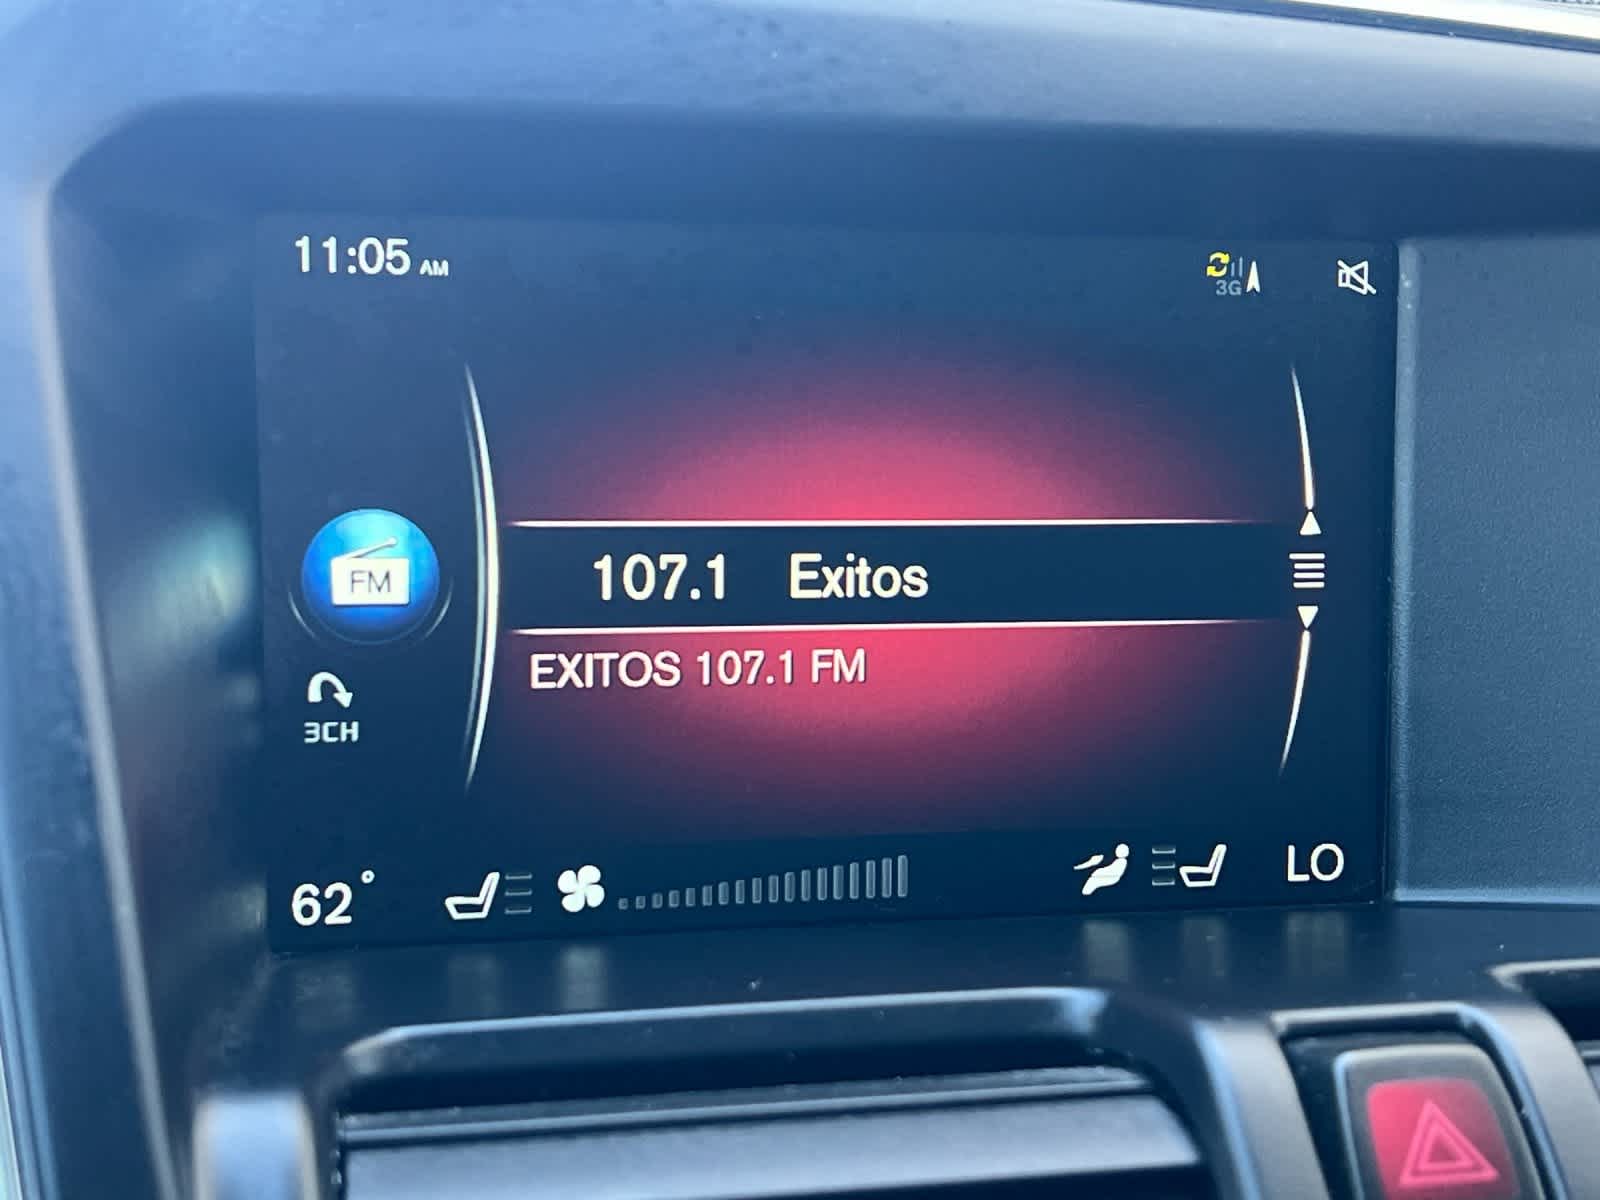 11:05 AM
3G
107.1 Exitos
FM
EXITOS 107.1 FM
3CH
62° LO